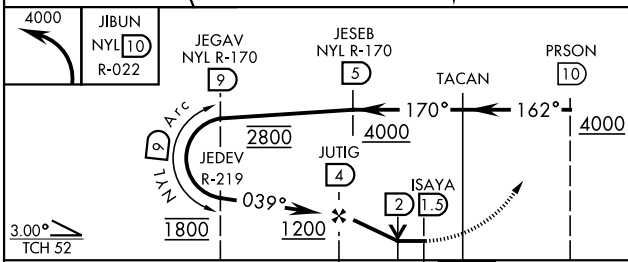 4000
JIBUN
NYL 10
R-022
JEGAV
NYL R-170
9
JESEB
NYL R-170
5
TACAN
PRSON
10
170°
162°
4000
2800
4000
NYL 9 Arc
JEDEV
R-219
JUTIG
4
039°
ISAYA
2
1.5
1800
1200
3.00°
TCH 52